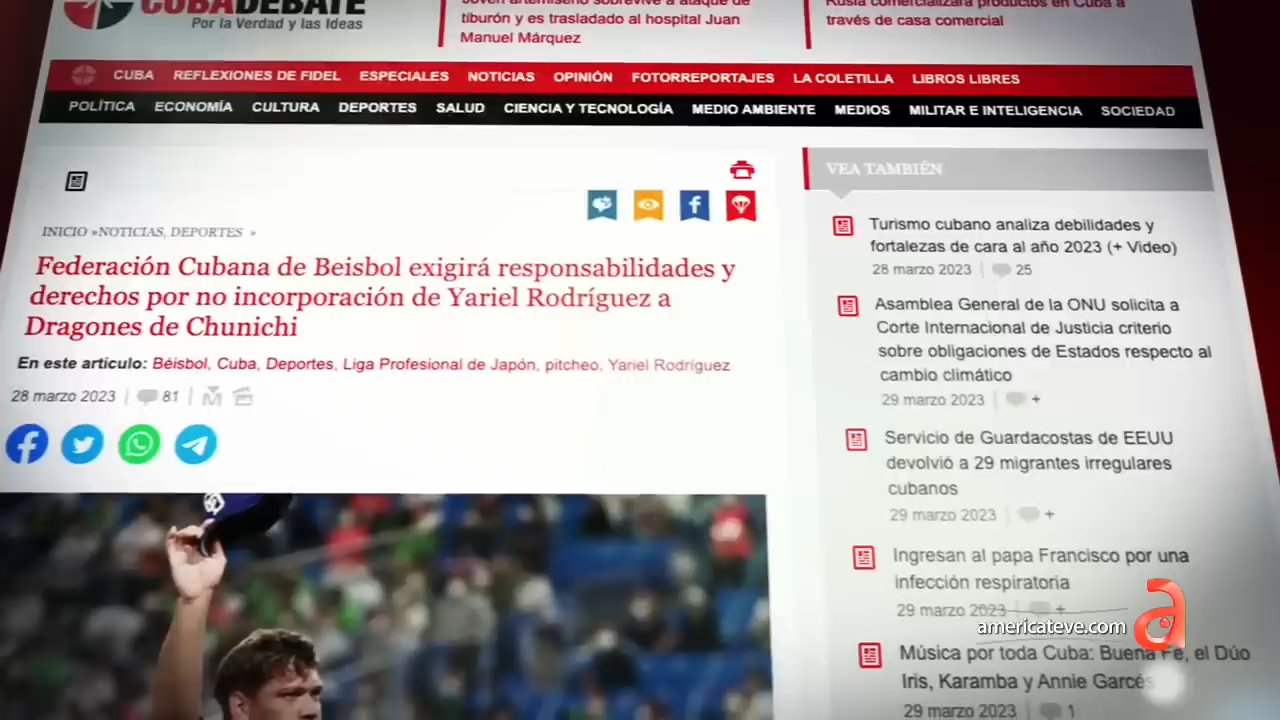 CUBADEBATE
Por la Verdad y las Ideas
Joven artemiseño sobrevive a ataque de
tiburón y es trasladado al hospital Juan
Manuel Márquez
Rusia comercializará productos en Cuba a
través de casa comercial
CUBA REFLEXIONES DE FIDEL ESPECIALES NOTICIAS OPINIÓN FOTORREPORTAJES LA COLETILLA LIBROS LIBRES
POLÍTICA ECONOMÍA CULTURA DEPORTES SALUD CIENCIA Y TECNOLOGÍA MEDIO AMBIENTE MEDIOS MILITAR E INTELIGENCIA SOCIEDAD
INICIO »NOTICIAS, DEPORTES »
Federación Cubana de Beisbol exigirá responsabilidades y
derechos por no incorporación de Yariel Rodríguez a
Dragones de Chunichi
En este artículo: Béisbol, Cuba, Deportes, Liga Profesional de Japón, pitcheo, Yariel Rodríguez
28 marzo 2023 | 81 |
VEA TAMBIÉN
Turismo cubano analiza debilidades y
fortalezas de cara al año 2023 (+ Video)
28 marzo 2023 | 25
Asamblea General de la ONU solicita a
Corte Internacional de Justicia criterio
sobre obligaciones de Estados respecto al
cambio climático
29 marzo 2023 | +
Servicio de Guardacostas de EEUU
devolvió a 29 migrantes irregulares
cubanos
29 marzo 2023 | +
Ingresan al papa Francisco por una
infección respiratoria
29 marzo 2023 | +
americateve.com
Música por toda Cuba: Buena Fe, el Dúo
Iris, Karamba y Annie Garcés
29 marzo 2023 | 1